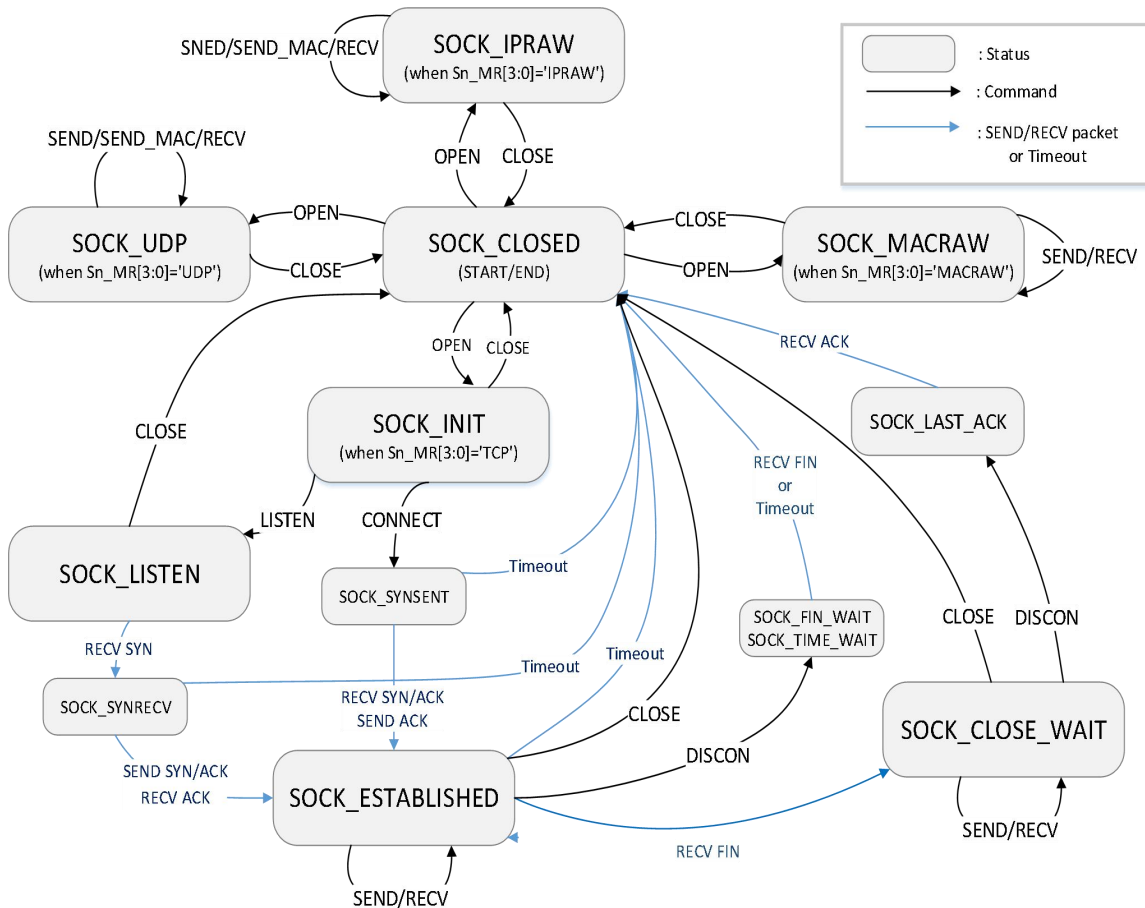 SNED/SEND_MAC/RECV
SOCK_IPRAW
(when Sn_MR[3:0]='IPRAW')
: Status
: Command
: SEND/RECV packet
or Timeout
SEND/SEND_MAC/RECV
OPEN
CLOSE
OPEN
CLOSE
SOCK_UDP
(when Sn_MR[3:0]='UDP')
CLOSE
SOCK_CLOSED
(START/END)
OPEN
SOCK_MACRAW
(when Sn_MR[3:0]='MACRAW')
SEND/RECV
OPEN
CLOSE
RECV ACK
CLOSE
SOCK_INIT
(when Sn_MR[3:0]='TCP')
SOCK_LAST_ACK
RECV FIN
or
Timeout
LISTEN
CONNECT
SOCK_LISTEN
Timeout
SOCK_SYNSENT
SOCK_FIN_WAIT
SOCK_TIME_WAIT
CLOSE
DISCON
RECV SYN
Timeout
Timeout
SOCK_SYNRECV
RECV SYN/ACK
SEND ACK
CLOSE
SOCK_CLOSE_WAIT
DISCON
SEND SYN/ACK
RECV ACK
SOCK_ESTABLISHED
SEND/RECV
RECV FIN
SEND/RECV